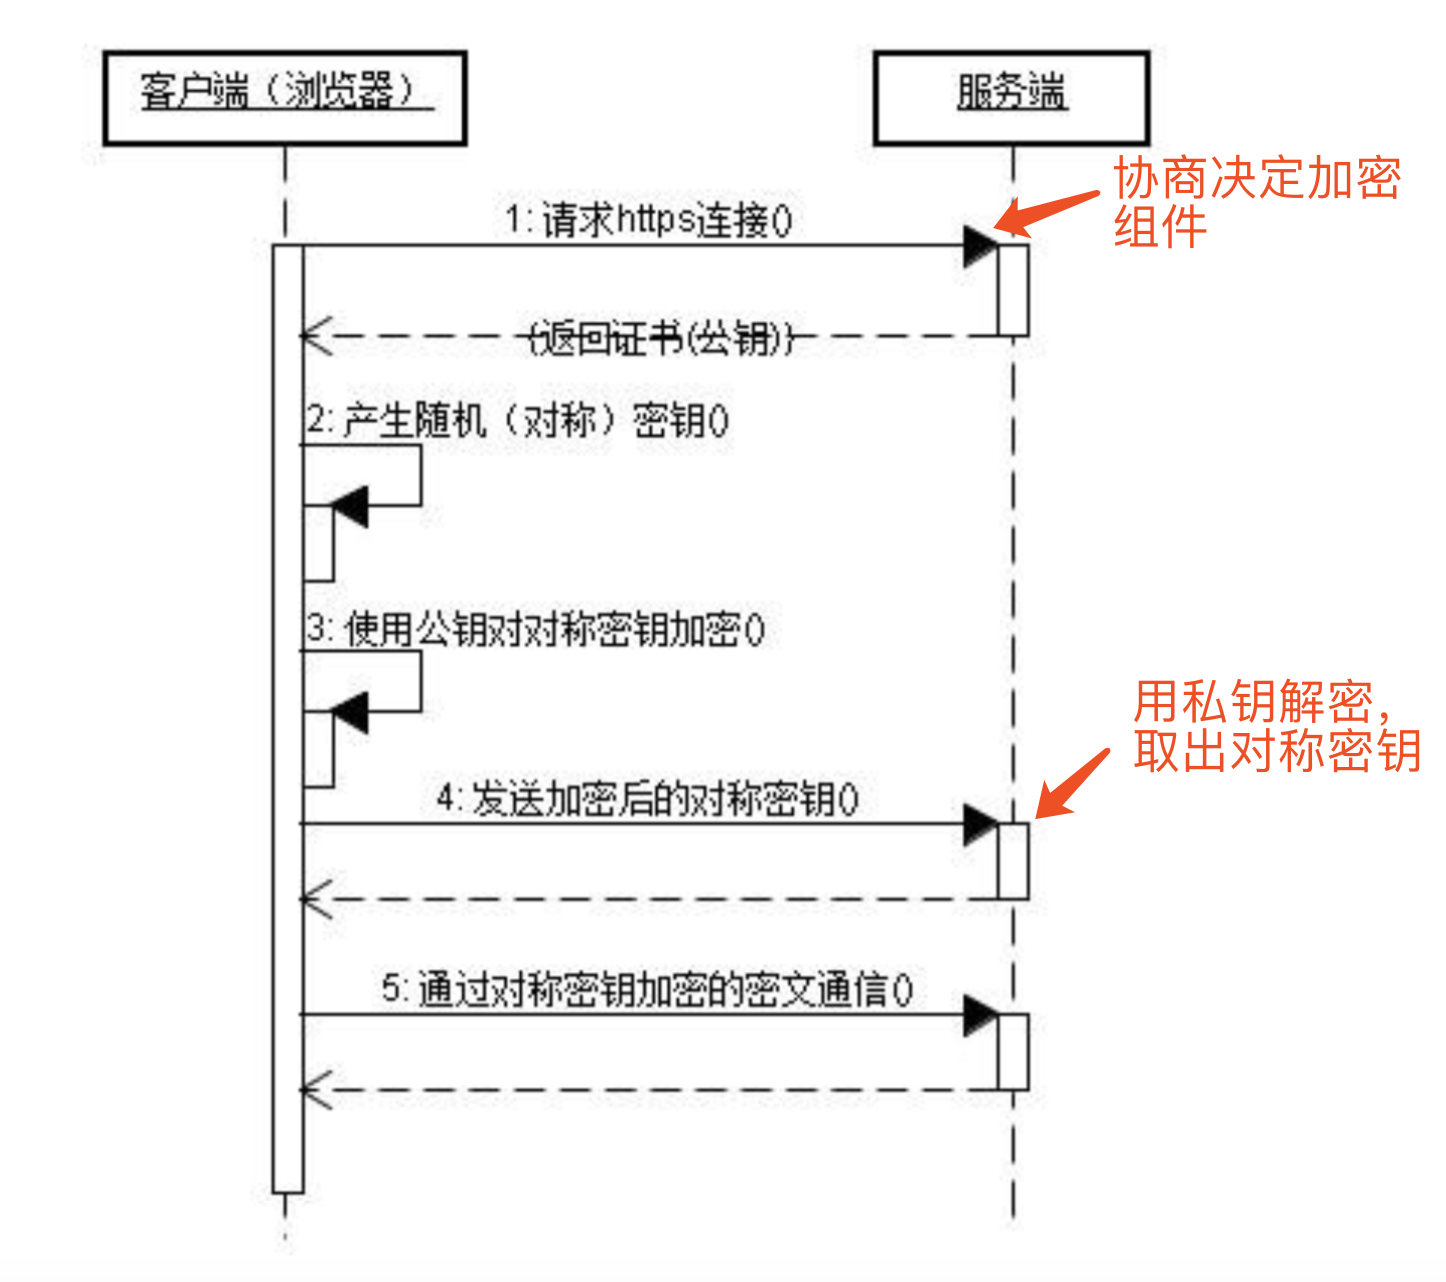 客户端（浏览器）
服务端
协商决定加密
组件
1: 请求https连接()
(返回证书(公钥))
2: 产生随机（对称）密钥()
3: 使用公钥对对称密钥加密()
用私钥解密，
取出对称密钥
4: 发送加密后的对称密钥()
5: 通过对称密钥加密的密文通信()